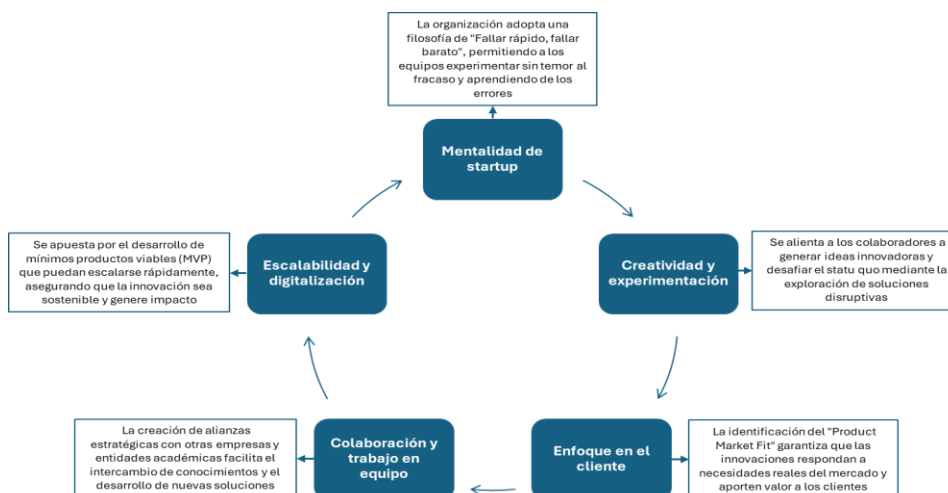 La organización adopta una
filosofía de "Fallar rápido, fallar
barato", permitiendo a los
equipos experimentar sin temor al
fracaso y aprendiendo de los
errores
Mentalidad de
startup
Se apuesta por el desarrollo de
mínimos productos viables (MVP)
que puedan escalarse rápidamente,
asegurando que la innovación sea
sostenible y genere impacto
Escalabilidad y
digitalización
Creatividad y
experimentación
Se alienta a los colaboradores a
generar ideas innovadoras y
desafiar el statu quo mediante la
exploración de soluciones
disruptivas
La creación de alianzas
estratégicas con otras empresas y
entidades académicas facilita el
intercambio de conocimientos y el
desarrollo de nuevas soluciones
Colaboración y
trabajo en
equipo
Enfoque en el
cliente
La identificación del "Product
Market Fit" garantiza que las
innovaciones respondan a
necesidades reales del mercado y
aporten valor a los clientes